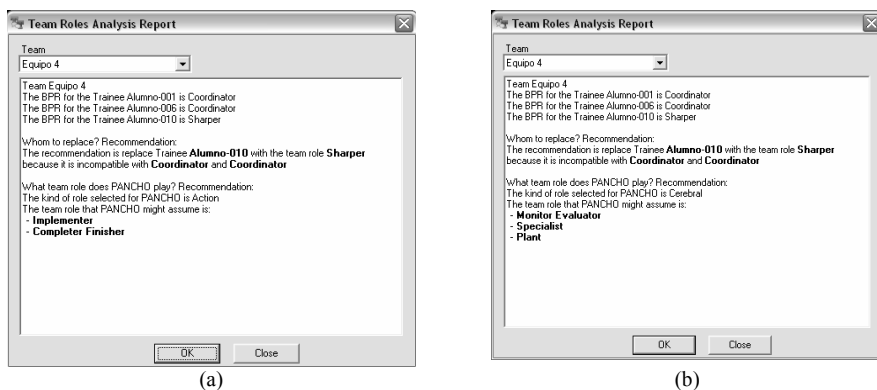 Team Roles Analysis Report
Team
Equipo 4
Team Equipo 4
The BPR for the Trainee Alumno-001 is Coordinator
The BPR for the Trainee Alumno-006 is Coordinator
The BPR for the Trainee Alumno-010 is Sharper
Whom to replace? Recommendation:
The recommendation is replace Trainee Alumno-010 with the team role Sharper
because it is incompatible with Coordinator and Coordinator
What team role does PANCHO play? Recommendation:
The kind of role selected for PANCHO is Action
The team role that PANCHO might assume is:
- Implementer
- Completer Finisher
OK Close
(a)
Team Roles Analysis Report
Team
Equipo 4
Team Equipo 4
The BPR for the Trainee Alumno-001 is Coordinator
The BPR for the Trainee Alumno-006 is Coordinator
The BPR for the Trainee Alumno-010 is Sharper
Whom to replace? Recommendation:
The recommendation is replace Trainee Alumno-010 with the team role Sharper
because it is incompatible with Coordinator and Coordinator
What team role does PANCHO play? Recommendation:
The kind of role selected for PANCHO is Cerebral
The team role that PANCHO might assume is:
- Monitor Evaluator
- Specialist
- Plant
OK Close
(b)